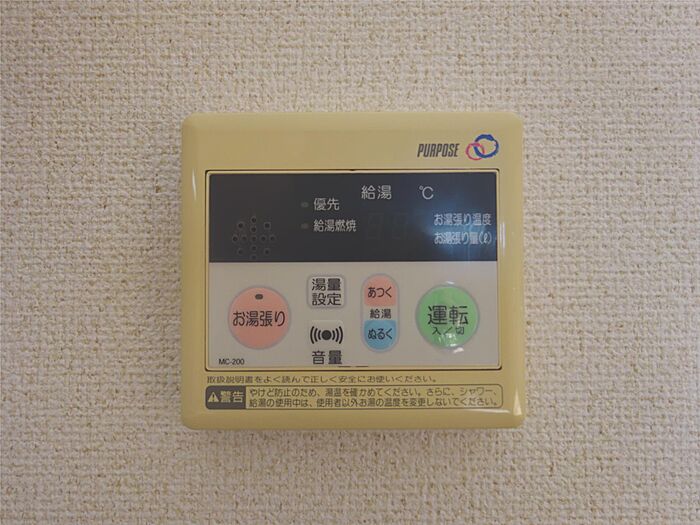 PURPOSE
給湯 ℃
優先
給湯燃焼
お湯張り温度
お湯張り量(ℓ)
お湯張り
湯量
設定
音量
あつく
給湯
ぬるく
運転
入/切
MC-200
取扱説明書をよく読んで正しく安全にお使いください。
警告
やけど防止のため、湯温を確かめてください。さらに、シャワー、
給湯の使用中は、使用者以外お湯の温度を変更しないでください。